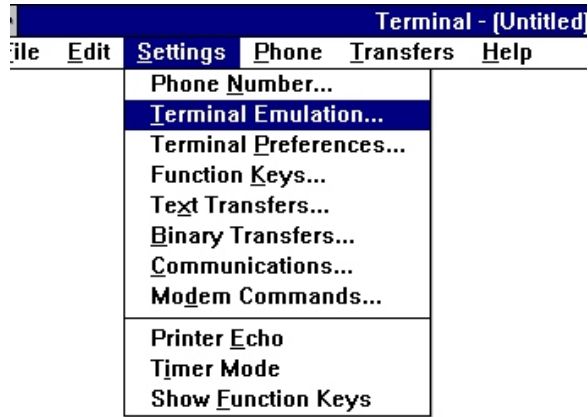 Terminal - (Untitled)
File Edit Settings Phone Transfers Help
Phone Number...
Terminal Emulation...
Terminal Preferences...
Function Keys...
Text Transfers...
Binary Transfers...
Communications...
Modem Commands...
Printer Echo
Timer Mode
Show Function Keys